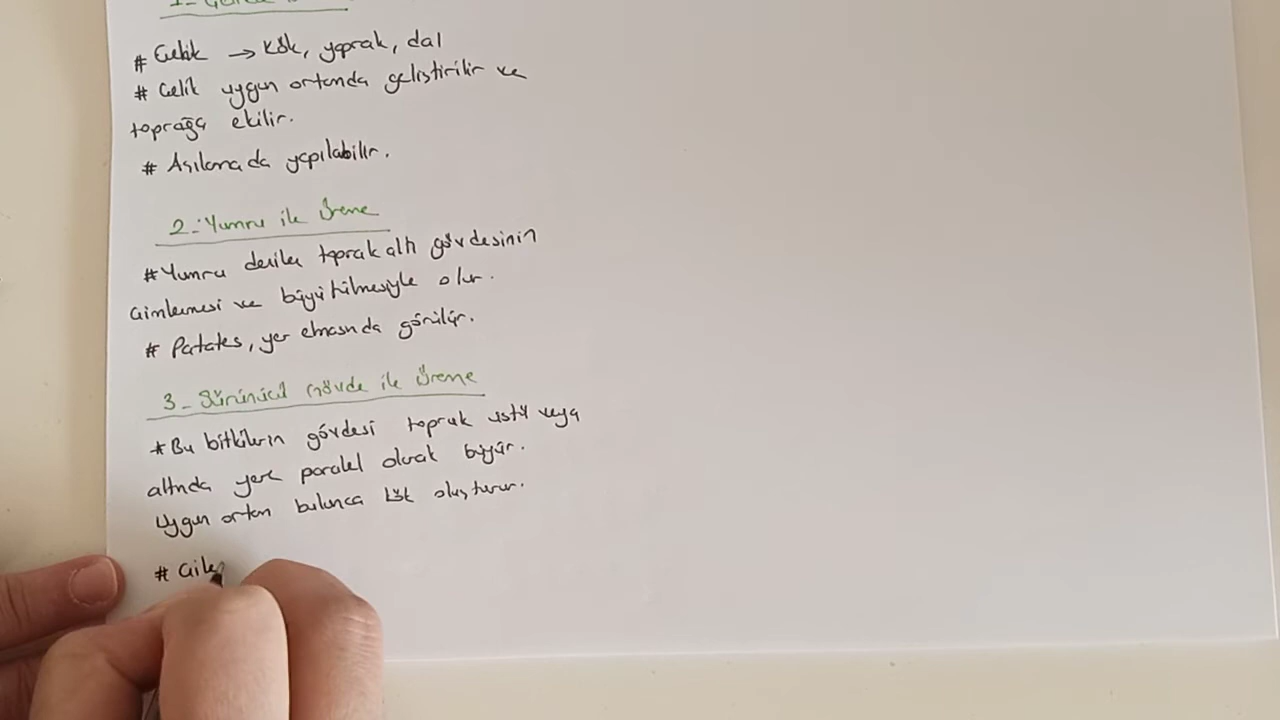 # Çelik → Kök, yaprak, dal
# Çelik uygun ortamda geliştirilir ve
toprağa ekilir.
# Aşılama da yapılabilir.
2- Yumru ile Üreme
# Yumru denilen toprak altı gövdesinin
çimlenmesi ve büyütülmesiyle olur.
# Patates, yer elmasında görülür.
3- Sürünücü Gövde ile Üreme
* Bu bitkilerin gövdesi toprak üstü veya
altında yere paralel olarak büyür.
Uygun ortam bulunca kök oluşturur.
# Çile